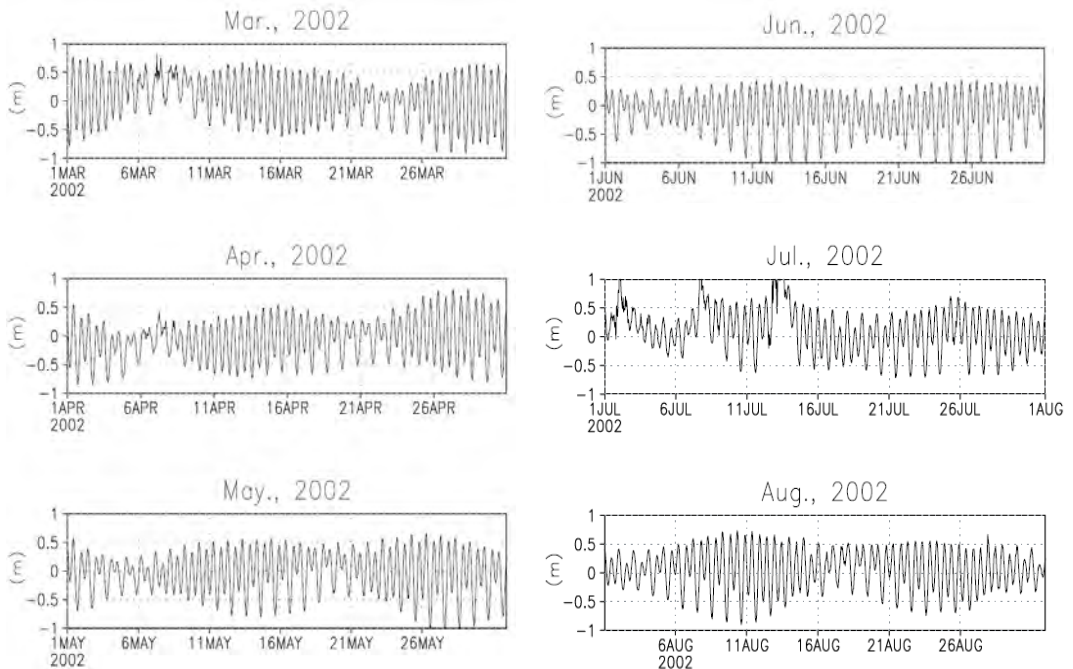 Mar., 2002
1
0.5
0
−0.5
−1
(m)
1MAR 6MAR 11MAR 16MAR 21MAR 26MAR
2002
Apr., 2002
1
0.5
0
−0.5
−1
(m)
1APR 6APR 11APR 16APR 21APR 26APR
2002
May., 2002
1
0.5
0
−0.5
−1
(m)
1MAY 6MAY 11MAY 16MAY 21MAY 26MAY
2002
Jun., 2002
1
0.5
0
−0.5
−1
(m)
1JUN 6JUN 11JUN 16JUN 21JUN 26JUN
2002
Jul., 2002
1
0.5
0
−0.5
−1
(m)
1JUL 6JUL 11JUL 16JUL 21JUL 26JUL 1AUG
2002
Aug., 2002
1
0.5
0
−0.5
−1
(m)
6AUG 11AUG 16AUG 21AUG 26AUG
2002